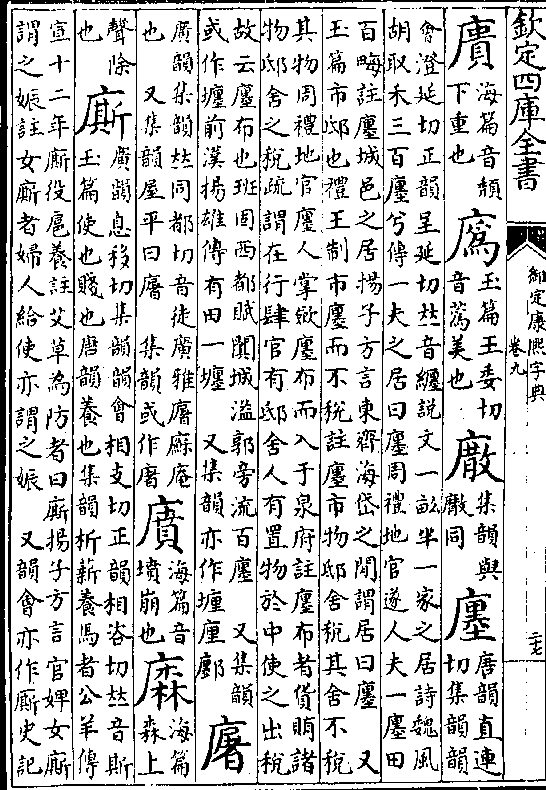 欽定四庫全書
御定康熙字典
卷九
二十七
海篇音頼
下重也
玉篇王委切
音蔿美也
廠
集韻與
廠同
廛
唐韻直連
切集韻韻
會澄延切正韻呈延切𠀤音纏說文一畝半一家之居詩魏風
胡取禾三百廛兮傳一夫之居曰廛周禮地官遂人夫一廛田
百畮註廛城邑之居揚子方言東齊海岱之間謂居曰廛 又
玉篇市邸也禮王制市廛而不稅註廛市物邸舍稅其舍不稅
其物周禮地官廛人掌斂廛布而入于泉府註廛布者貨賄諸
物邸舍之稅疏謂在行肆官有邸舍人有置物於中使之出稅
故云廛布也班固西都賦闐城溢郭旁流百廛 又集韻
或作壥前漢揚雄傳有田一壥 又集韻亦作㕓鄽
廜
廣韻集韻𠀤同都切音徒廣雅廜㢝庵
也 又集韻屋平曰廜 集韻或作
海篇音
墳崩也
海篇
森上
聲除
也
廝
廣韻息移切集韻韻會相支切正韻相咨切𠀤音斯
玉篇使也賤也唐韻養也集韻析薪養馬者公羊傳
宣十二年廝役扈養註艾草為防者曰廝揚子方言官婢女廝
謂之娠註女廝者婦人給使亦謂之娠 又韻會亦作廝史記